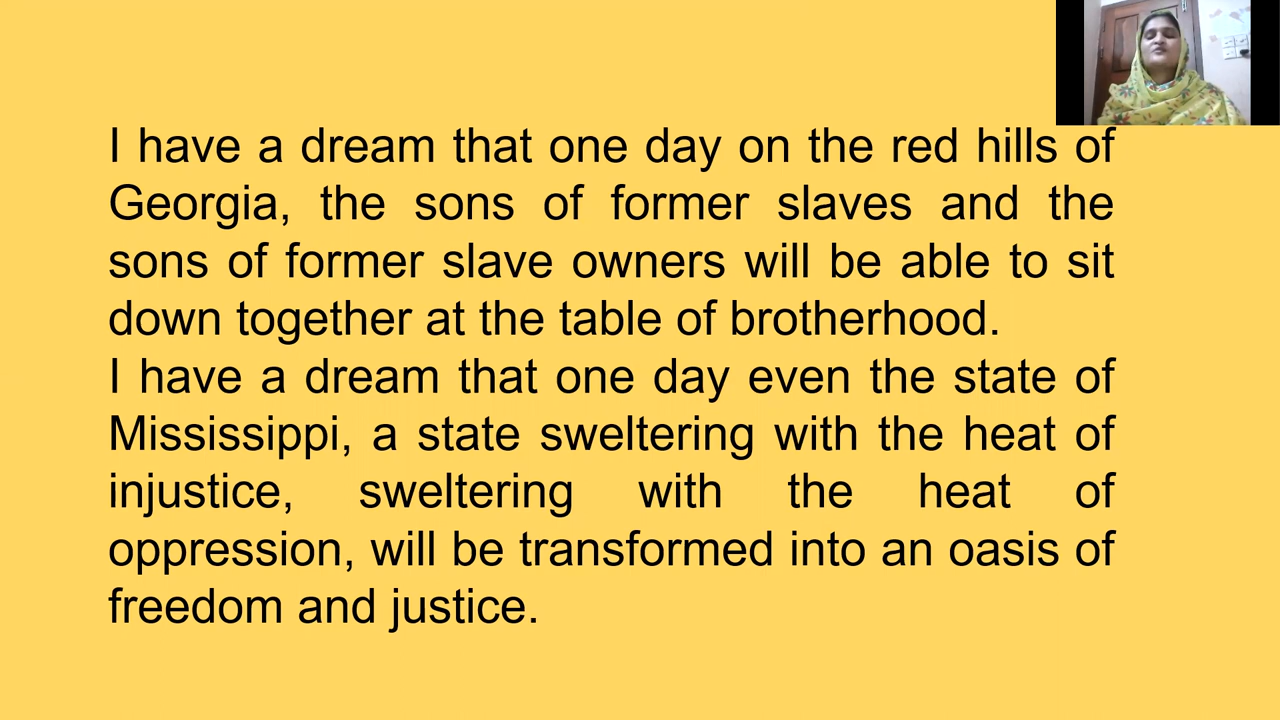 I have a dream that one day on the red hills of
Georgia, the sons of former slaves and the
sons of former slave owners will be able to sit
down together at the table of brotherhood.
I have a dream that one day even the state of
Mississippi, a state sweltering with the heat of
injustice, sweltering with the heat of
oppression, will be transformed into an oasis of
freedom and justice.